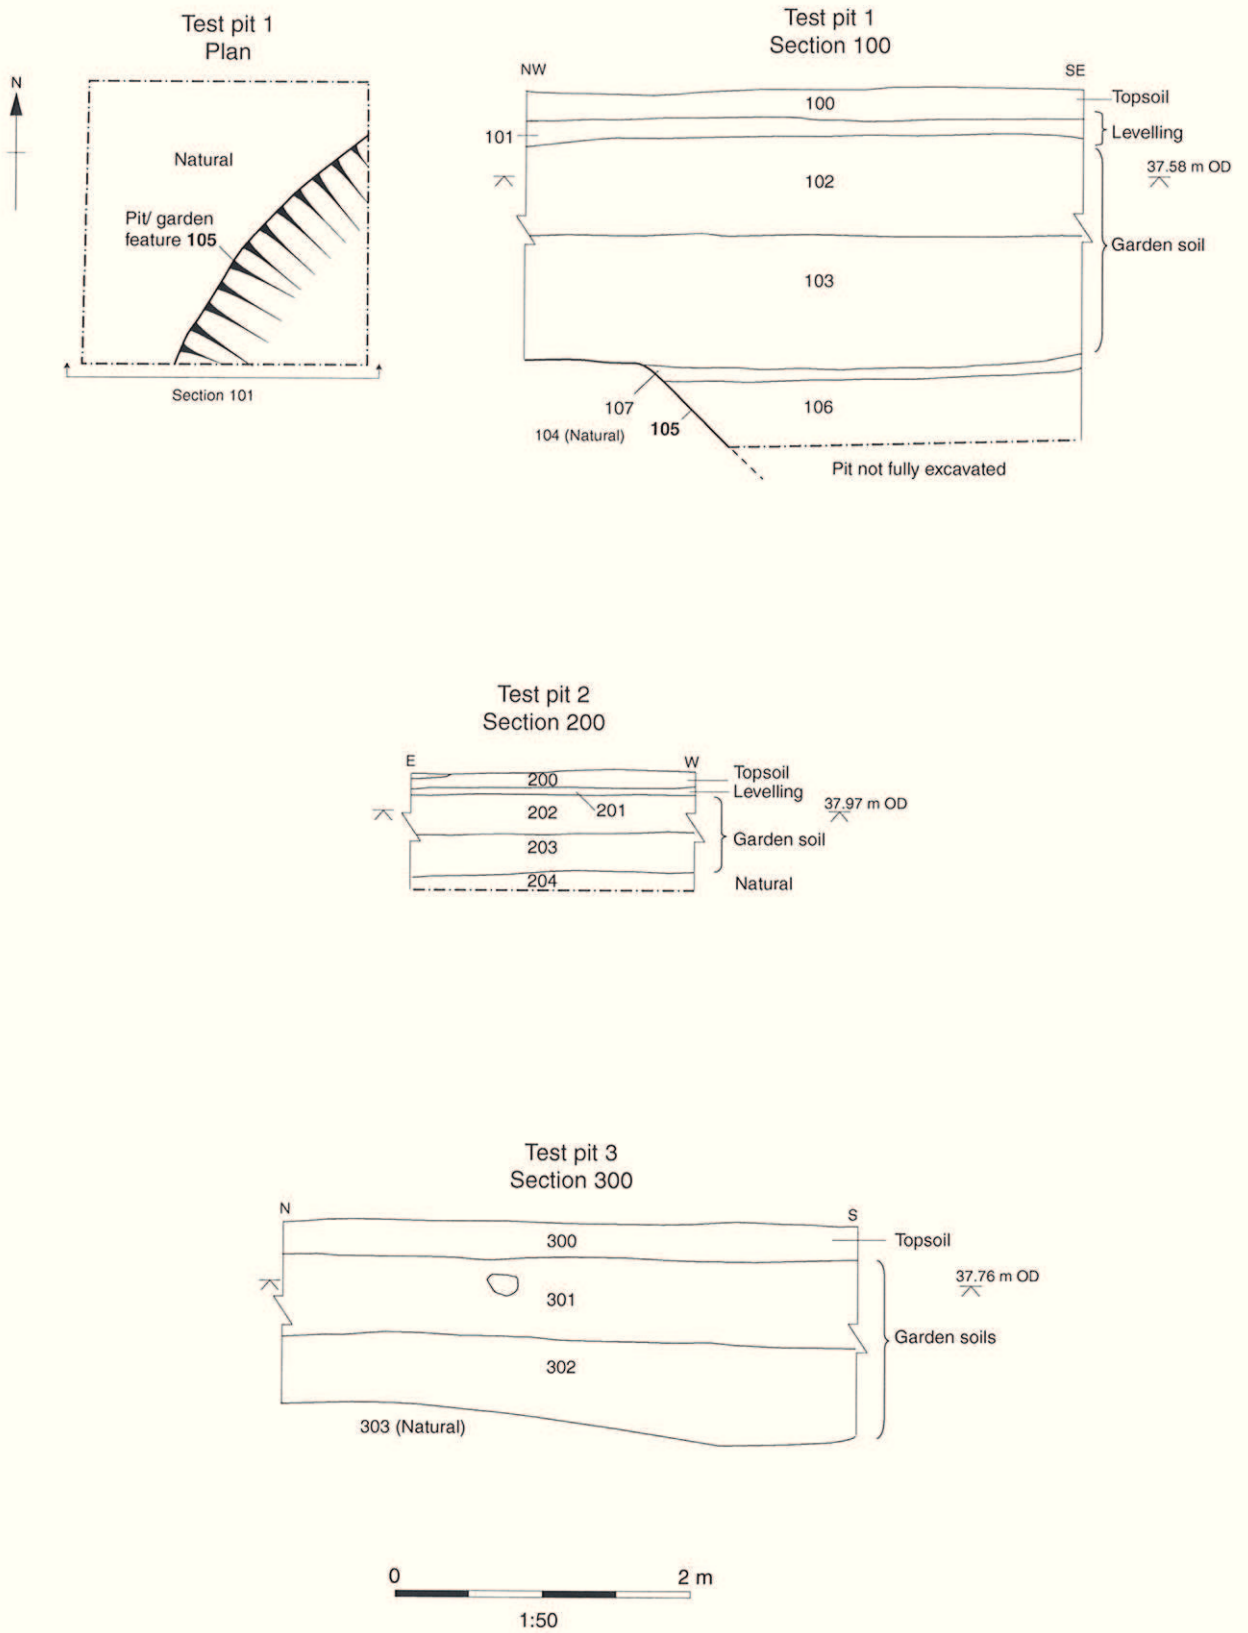 Test pit 1
Plan
N
Natural
Pit/ garden
feature 105
Section 101
Test pit 1
Section 100
NW
SE
100
Topsoil
101
Levelling
102
37.58 m OD
Garden soil
103
107
105
106
104 (Natural)
Pit not fully excavated
Test pit 2
Section 200
E
W
200
Topsoil
Levelling
201
202
37.97 m OD
Garden soil
203
204
Natural
Test pit 3
Section 300
N
S
300
Topsoil
37.76 m OD
301
Garden soils
302
303 (Natural)
0
2 m
1:50